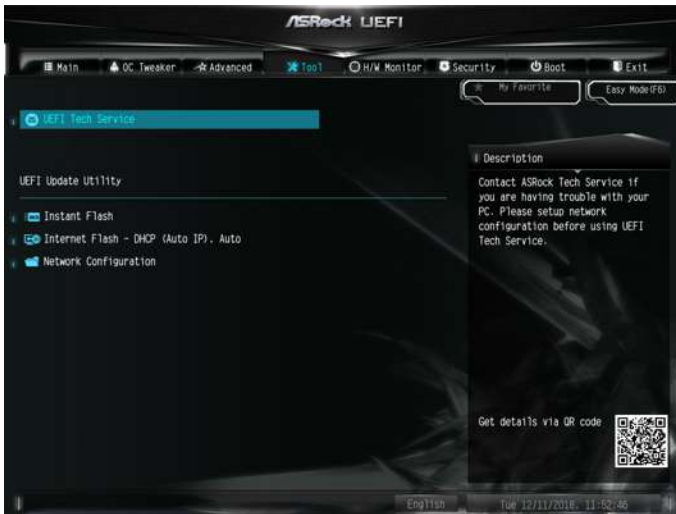 ASRock UEFI
Main OC Tweaker Advanced Tool H/W Monitor Security Boot Exit
My Favorite Easy Mode(F6)
UEFI Tech Service
UEFI Update Utility
Instant Flash
Internet Flash - DHCP (Auto IP). Auto
Network Configuration
Description
Contact ASRock Tech Service if
you are having trouble with your
PC. Please setup network
configuration before using UEFI
Tech Service.
Get details via QR code
English Tue 12/11/2018. 11:52:46